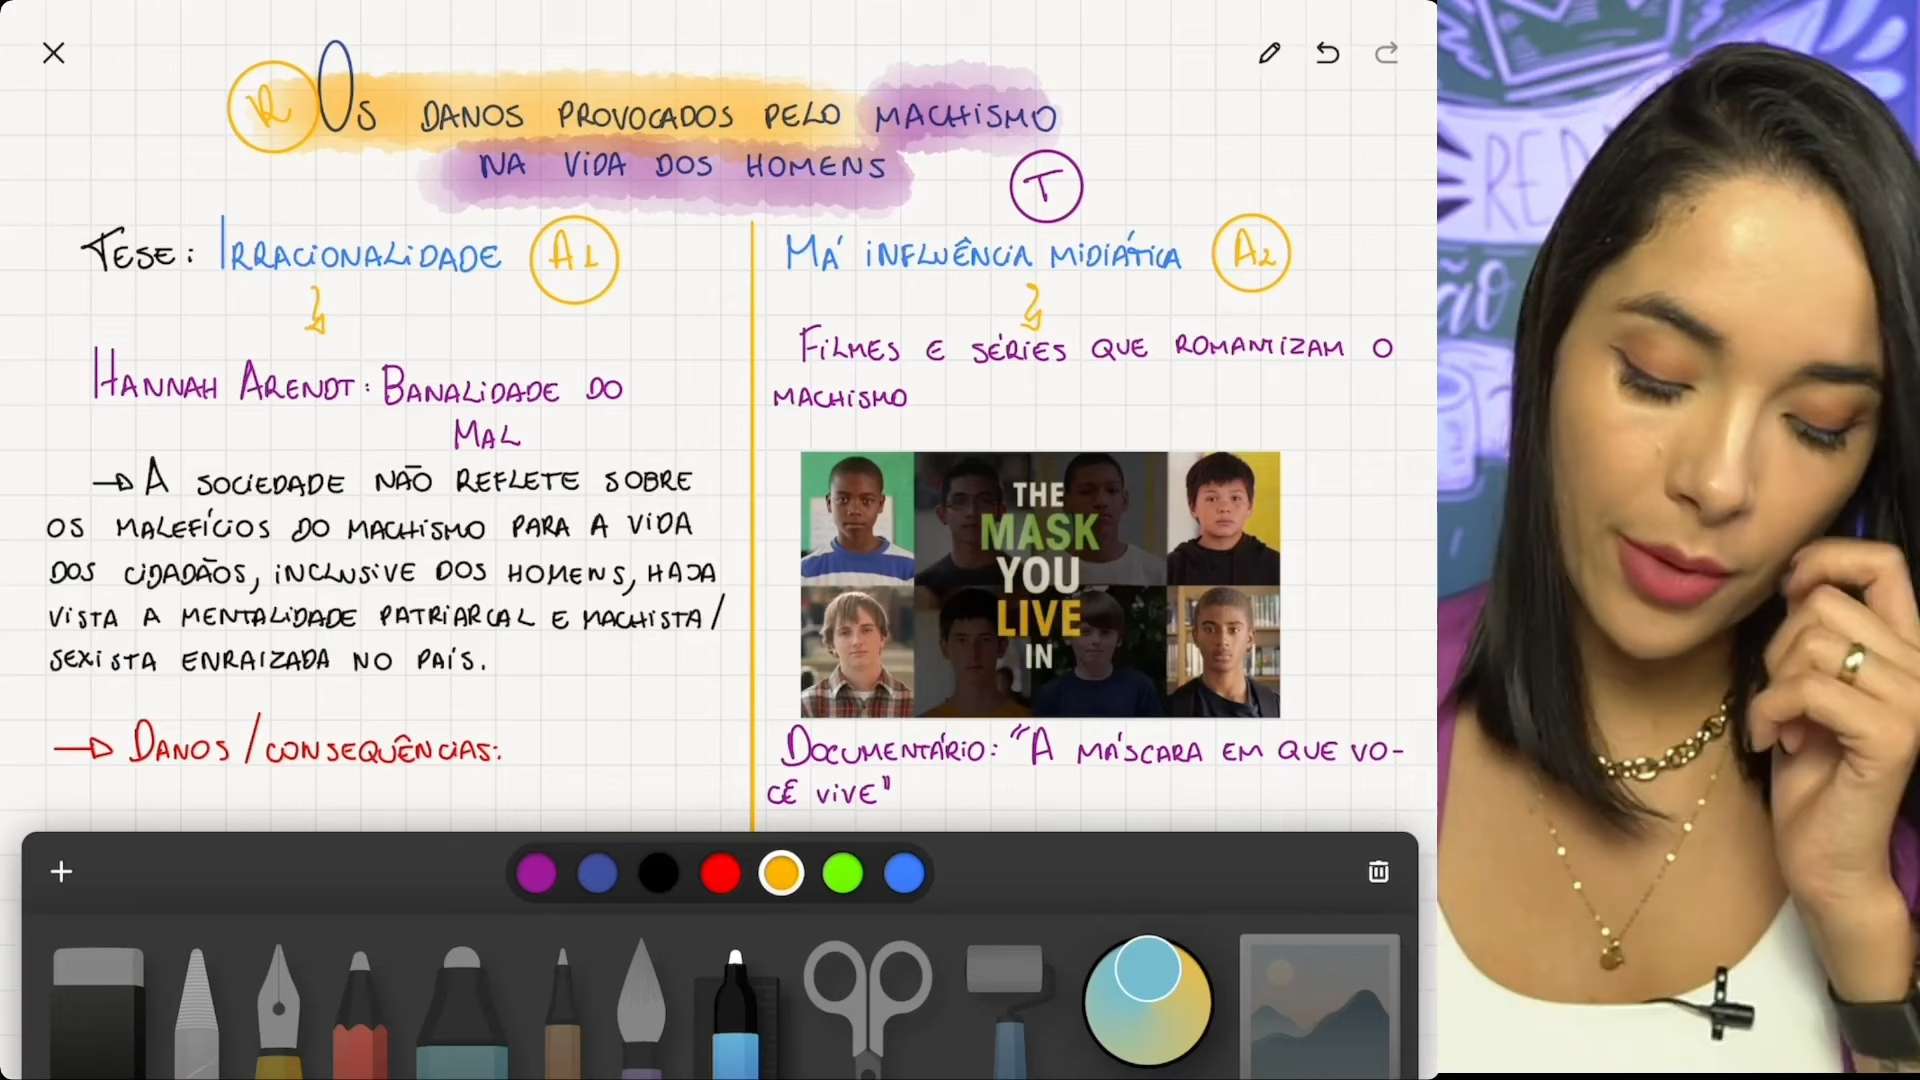 R OS DANOS PROVOCADOS PELO MACHISMO
NA VIDA DOS HOMENS
T
TESE: IRRACIONALIDADE A1
HANNAH ARENDT: BANALIDADE DO
MAL
→ A SOCIEDADE NÃO REFLETE SOBRE
OS MALEFÍCIOS DO MACHISMO PARA A VIDA
DOS CIDADÃOS, INCLUSIVE DOS HOMENS, HAJA
VISTA A MENTALIDADE PATRIARCAL E MACHISTA/
SEXISTA ENRAIZADA NO PAÍS.
→ DANOS/CONSEQUÊNCIAS:
MÁ INFLUÊNCIA MIDIÁTICA A2
FILMES E SÉRIES QUE ROMANTIZAM O
MACHISMO
THE
MASK
YOU
LIVE
IN
DOCUMENTÁRIO: "A MÁSCARA EM QUE VO-
CÊ VIVE"
RED
ão